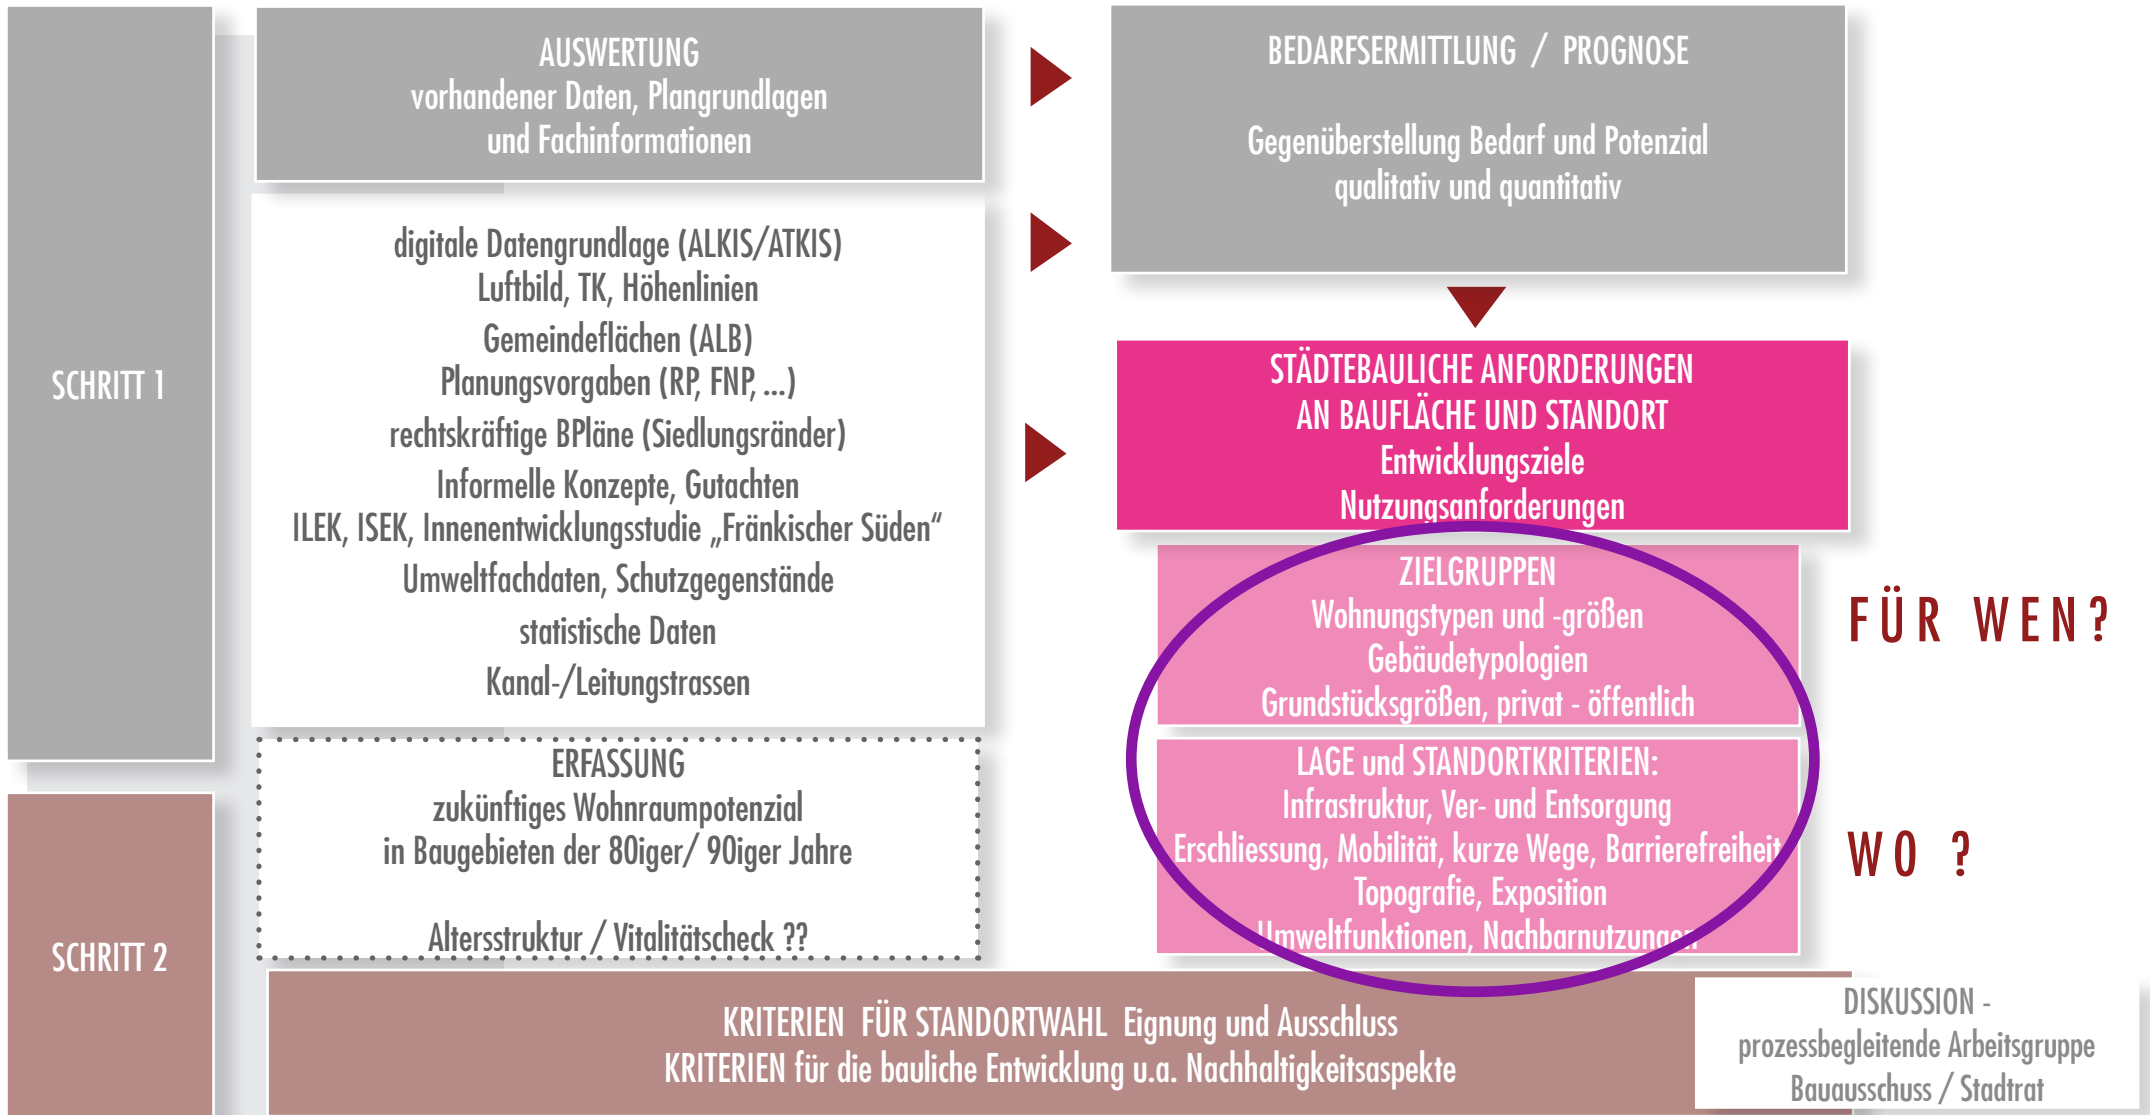 SCHRITT 1
AUSWERTUNG
vorhandener Daten, Plangrundlagen
und Fachinformationen
digitale Datengrundlage (ALKIS/ATKIS)
Luftbild, TK, Höhenlinien
Gemeindeflächen (ALB)
Planungsvorgaben (RP, FNP, ...)
rechtskräftige BPläne (Siedlungsränder)
Informelle Konzepte, Gutachten
ILEK, ISEK, Innenentwicklungsstudie „Fränkischer Süden“
Umweltfachdaten, Schutzgegenstände
statistische Daten
Kanal-/Leitungstrassen
ERFASSUNG
zukünftiges Wohnraumpotenzial
in Baugebieten der 80iger/ 90iger Jahre
Altersstruktur / Vitalitätscheck ??
BEDARFSERMITTLUNG / PROGNOSE
Gegenüberstellung Bedarf und Potenzial
qualitativ und quantitativ
STÄDTEBAULICHE ANFORDERUNGEN
AN BAUFLÄCHE UND STANDORT
Entwicklungsziele
Nutzungsanforderungen
ZIELGRUPPEN
Wohnungstypen und -größen
Gebäudetypologien
Grundstücksgrößen, privat - öffentlich
FÜR WEN?
LAGE und STANDORTKRITERIEN:
Infrastruktur, Ver- und Entsorgung
Erschliessung, Mobilität, kurze Wege, Barrierefreiheit
Topografie, Exposition
Umweltfunktionen, Nachbarnutzungen
WO ?
SCHRITT 2
KRITERIEN FÜR STANDORTWAHL Eignung und Ausschluss
KRITERIEN für die bauliche Entwicklung u.a. Nachhaltigkeitsaspekte
DISKUSSION -
prozessbegleitende Arbeitsgruppe
Bauausschuss / Stadtrat